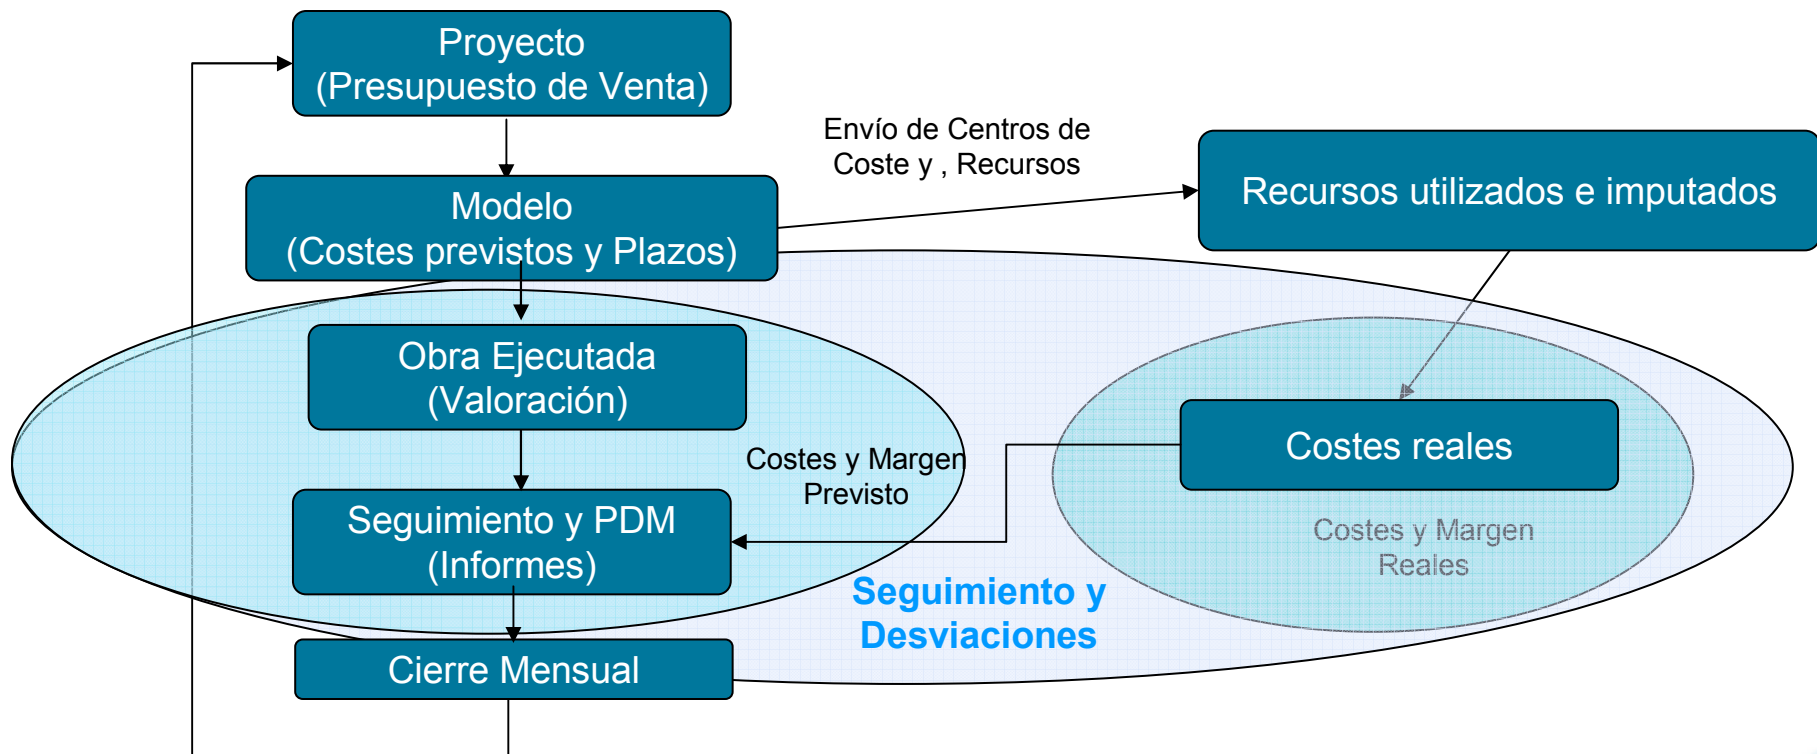 Proyecto
(Presupuesto de Venta)
Envío de Centros de
Coste y , Recursos
Recursos utilizados e imputados
Modelo
(Costes previstos y Plazos)
Obra Ejecutada
(Valoración)
Costes reales
Costes y Margen
Previsto
Seguimiento y PDM
(Informes)
Costes y Margen
Reales
Seguimiento y
Desviaciones
Cierre Mensual